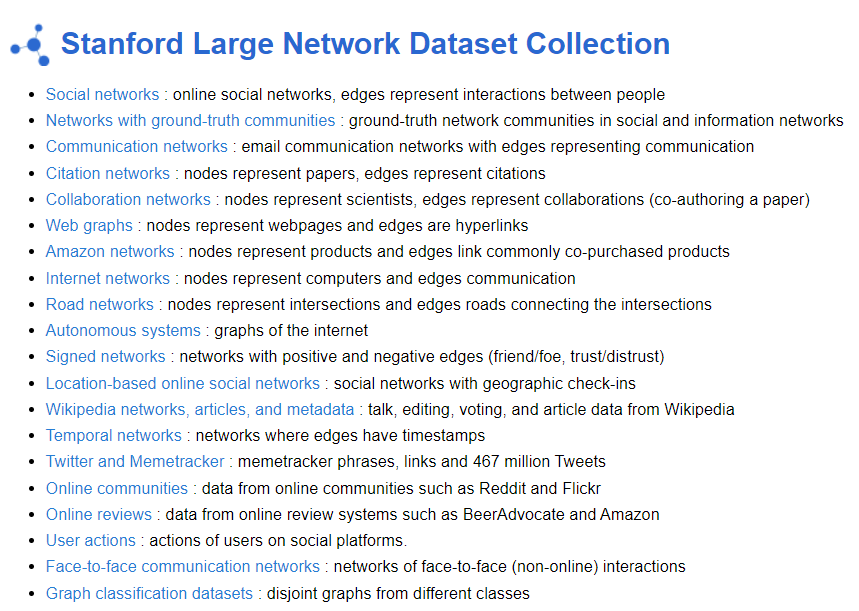 Stanford Large Network Dataset Collection
• Social networks : online social networks, edges represent interactions between people
• Networks with ground-truth communities : ground-truth network communities in social and information networks
• Communication networks : email communication networks with edges representing communication
• Citation networks : nodes represent papers, edges represent citations
• Collaboration networks : nodes represent scientists, edges represent collaborations (co-authoring a paper)
• Web graphs : nodes represent webpages and edges are hyperlinks
• Amazon networks : nodes represent products and edges link commonly co-purchased products
• Internet networks : nodes represent computers and edges communication
• Road networks : nodes represent intersections and edges roads connecting the intersections
• Autonomous systems : graphs of the internet
• Signed networks : networks with positive and negative edges (friend/foe, trust/distrust)
• Location-based online social networks : social networks with geographic check-ins
• Wikipedia networks, articles, and metadata : talk, editing, voting, and article data from Wikipedia
• Temporal networks : networks where edges have timestamps
• Twitter and Memetracker : memetracker phrases, links and 467 million Tweets
• Online communities : data from online communities such as Reddit and Flickr
• Online reviews : data from online review systems such as BeerAdvocate and Amazon
• User actions : actions of users on social platforms.
• Face-to-face communication networks : networks of face-to-face (non-online) interactions
• Graph classification datasets : disjoint graphs from different classes